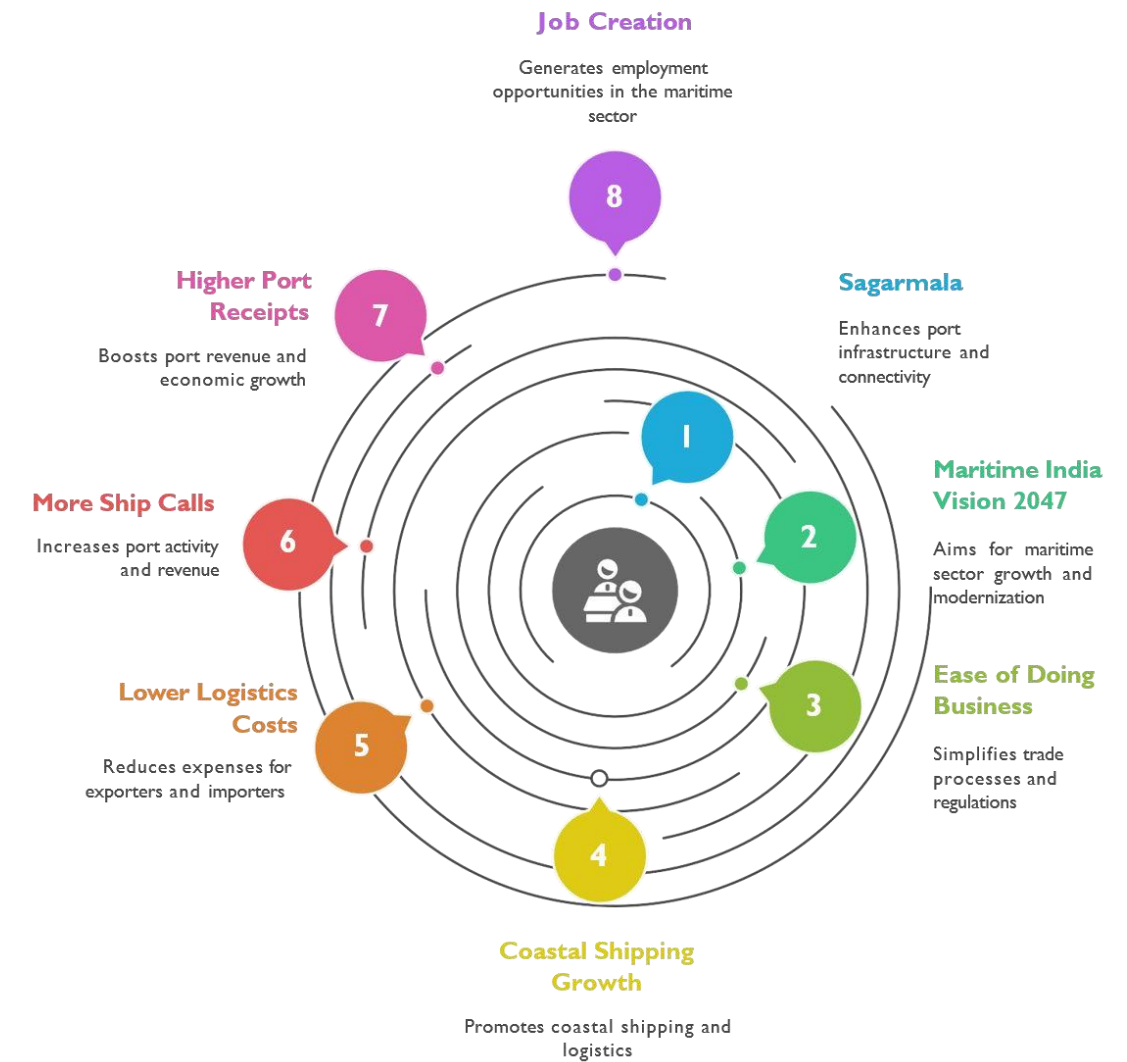 Job Creation
Generates employment
opportunities in the maritime
sector
8
Higher Port
Receipts
Boosts port revenue and
economic growth
7
Sagarmala
Enhances port
infrastructure and
connectivity
1
Maritime India
Vision 2047
Aims for maritime
sector growth and
modernization
2
More Ship Calls
Increases port activity
and revenue
6
Ease of Doing
Business
Simplifies trade
processes and
regulations
3
Lower Logistics
Costs
Reduces expenses for
exporters and importers
5
4
Coastal Shipping
Growth
Promotes coastal shipping and
logistics